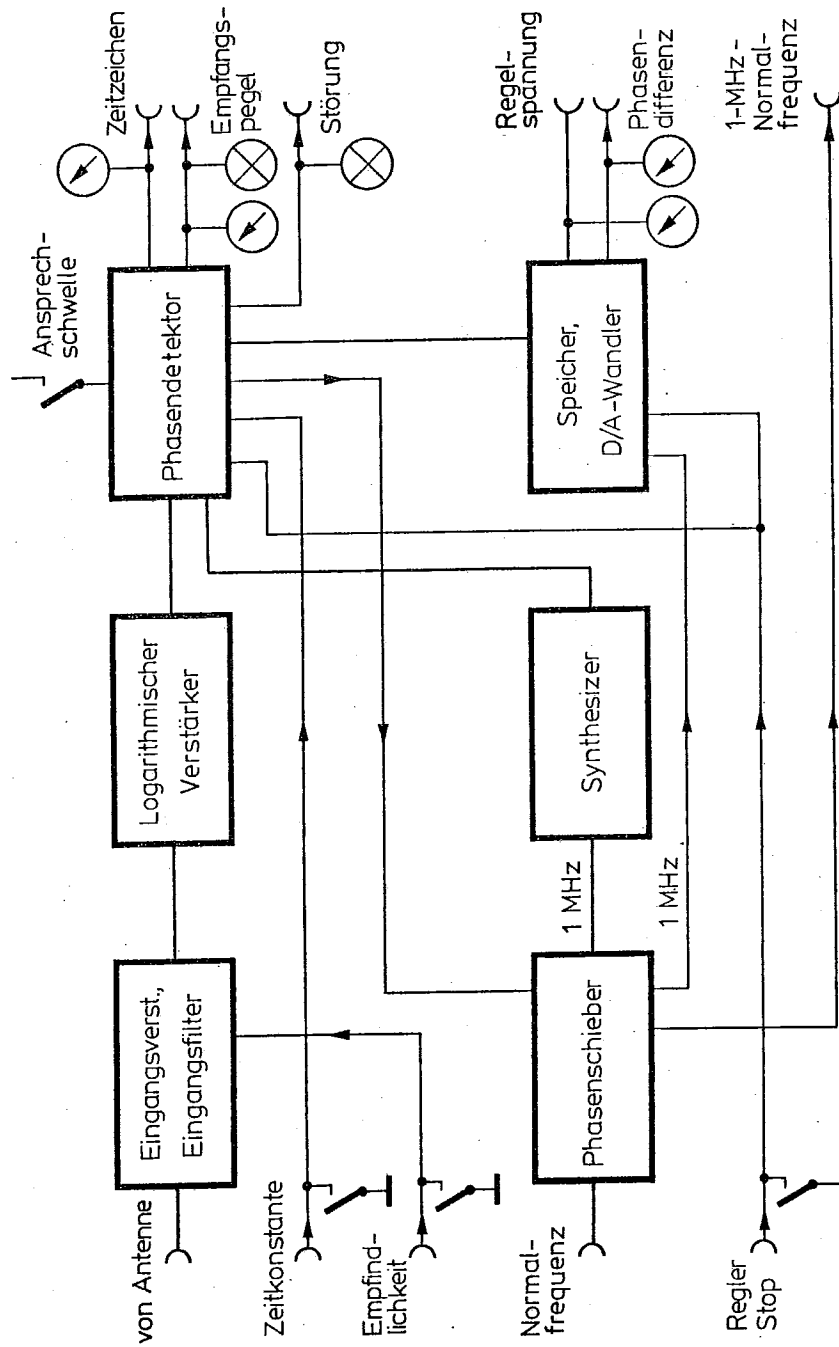 von Antenne
Eingangsverst.,
Eingangsfilter
Logarithmischer
Verstärker
Ansprech-
schwelle
Phasendetektor
Zeitzeichen
Empfangs-
pegel
Störung
Zeitkonstante
Empfind-
lichkeit
Normal-
frequenz
Phasenschieber
1 MHz
1 MHz
Synthesizer
Speicher,
D/A-Wandler
Regel-
spannung
Phasen-
differenz
1-MHz-
Normal-
frequenz
Regler
Stop